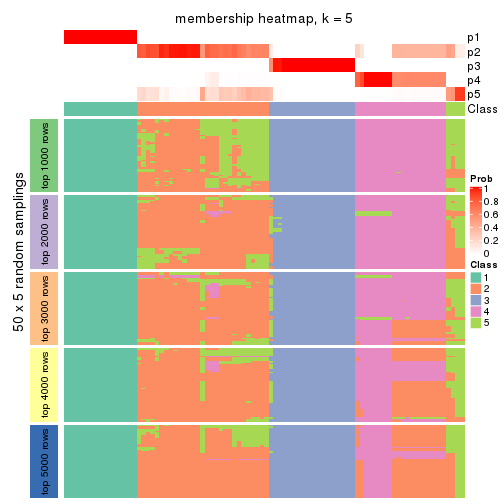 membership heatmap, k = 5
p1
p2
p3
p4
p5
Class
50 x 5 random samplings
top 1000 rows
top 2000 rows
top 3000 rows
top 4000 rows
top 5000 rows
Prob
1
0.8
0.6
0.4
0.2
0
Class
1
2
3
4
5